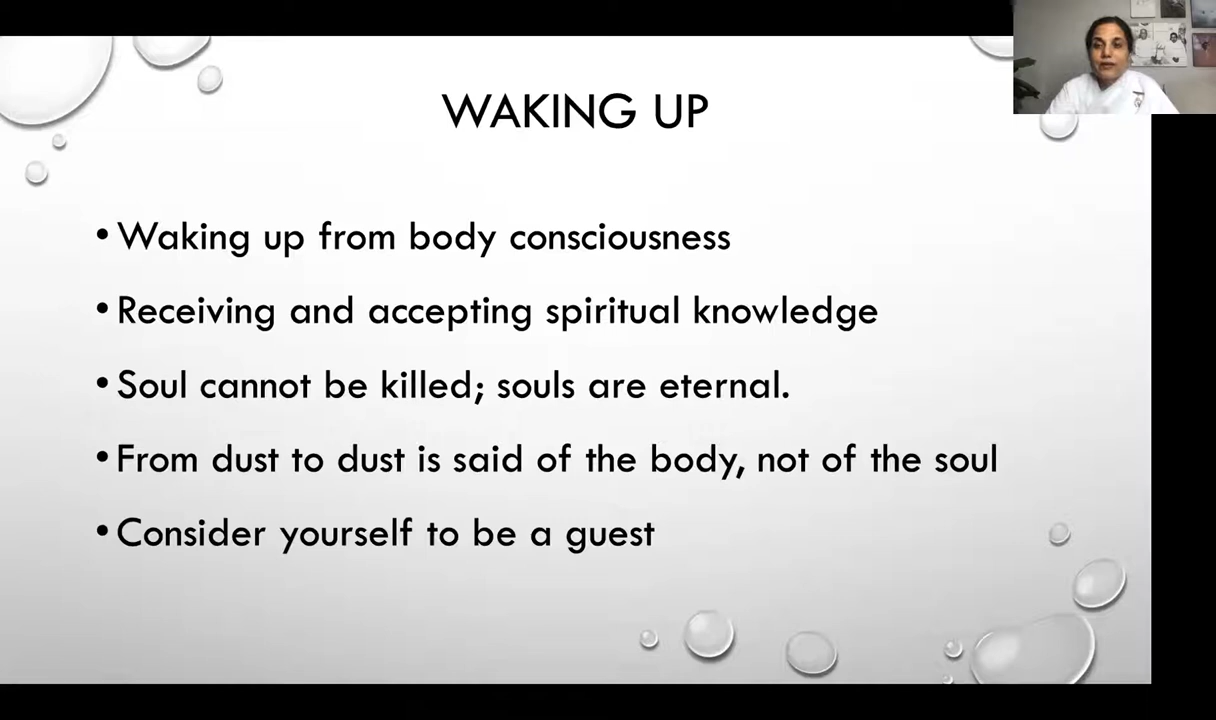 WAKING UP
• Waking up from body consciousness
• Receiving and accepting spiritual knowledge
• Soul cannot be killed; souls are eternal.
• From dust to dust is said of the body, not of the soul
• Consider yourself to be a guest